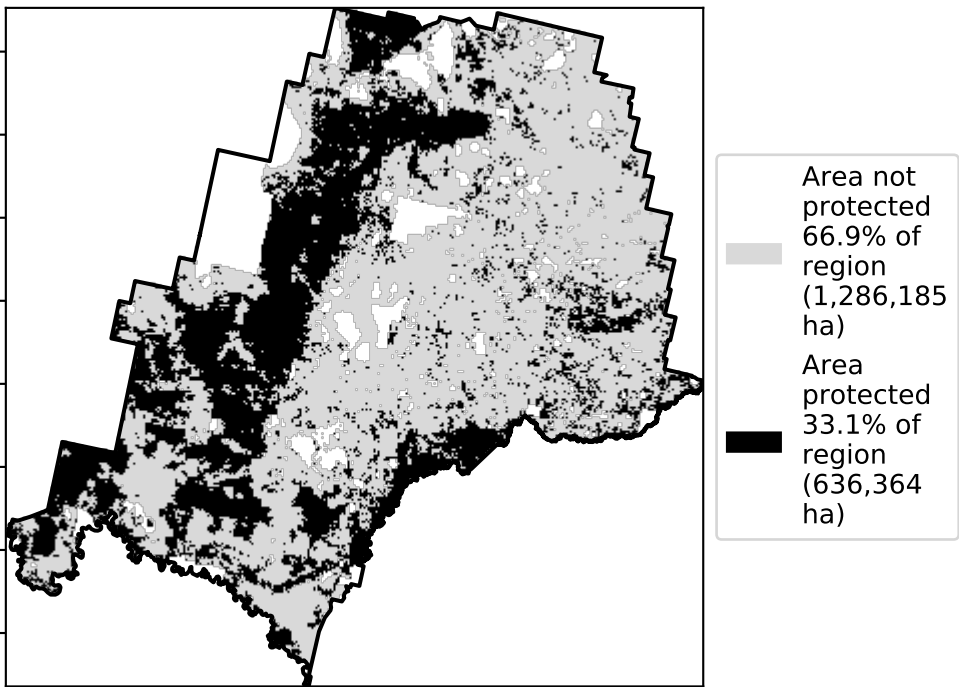 Area not
protected
66.9% of
region
(1,286,185
ha)
Area
protected
33.1% of
region
(636,364
ha)